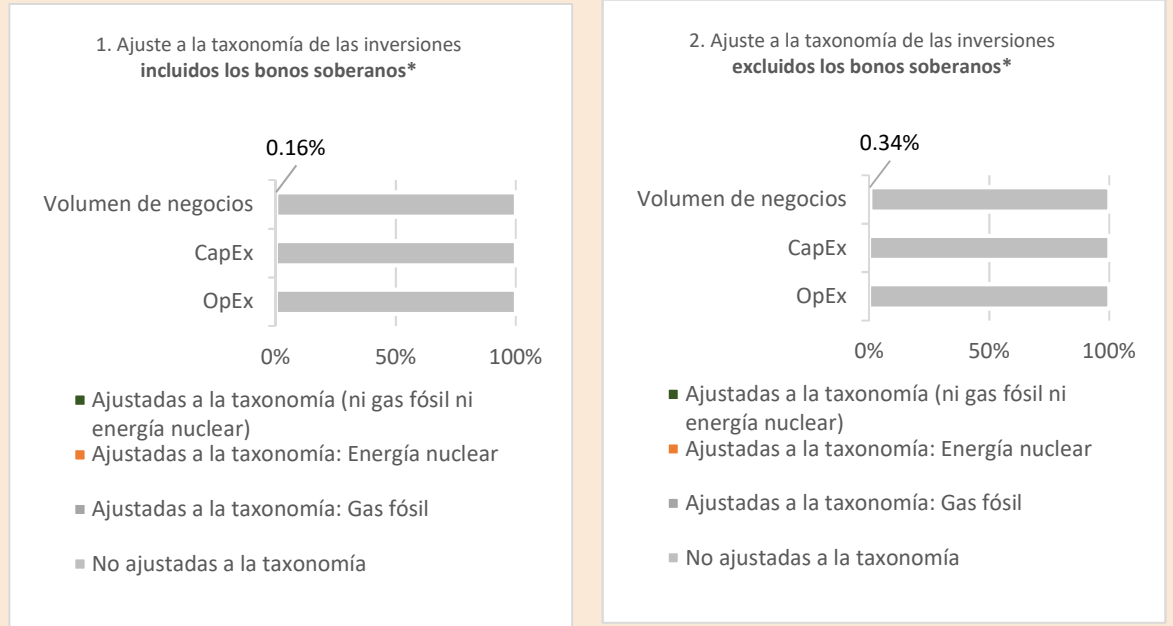 1. Ajuste a la taxonomía de las inversiones
incluidos los bonos soberanos*
0.16%
Volumen de negocios
CapEx
OpEx
0%
50%
100%
Ajustadas a la taxonomía (ni gas fósil ni
energía nuclear)
Ajustadas a la taxonomía: Energía nuclear
Ajustadas a la taxonomía: Gas fósil
No ajustadas a la taxonomía
2. Ajuste a la taxonomía de las inversiones
excluidos los bonos soberanos*
0.34%
Volumen de negocios
CapEx
OpEx
0%
50%
100%
Ajustadas a la taxonomía (ni gas fósil ni
energía nuclear)
Ajustadas a la taxonomía: Energía nuclear
Ajustadas a la taxonomía: Gas fósil
No ajustadas a la taxonomía